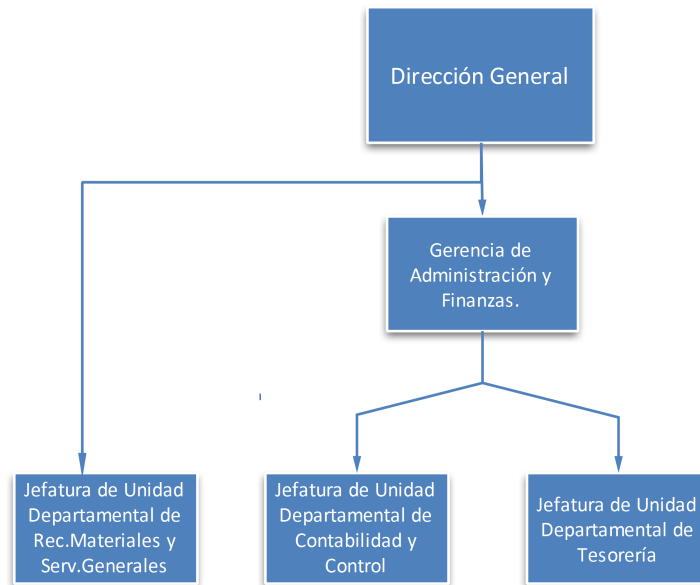 Dirección General
Gerencia de
Administración y
Finanzas.
Jefatura de Unidad
Departamental de
Rec.Materiales y
Serv.Generales
Jefatura de Unidad
Departamental de
Contabilidad y
Control
Jefatura de Unidad
Departamental de
Tesorería